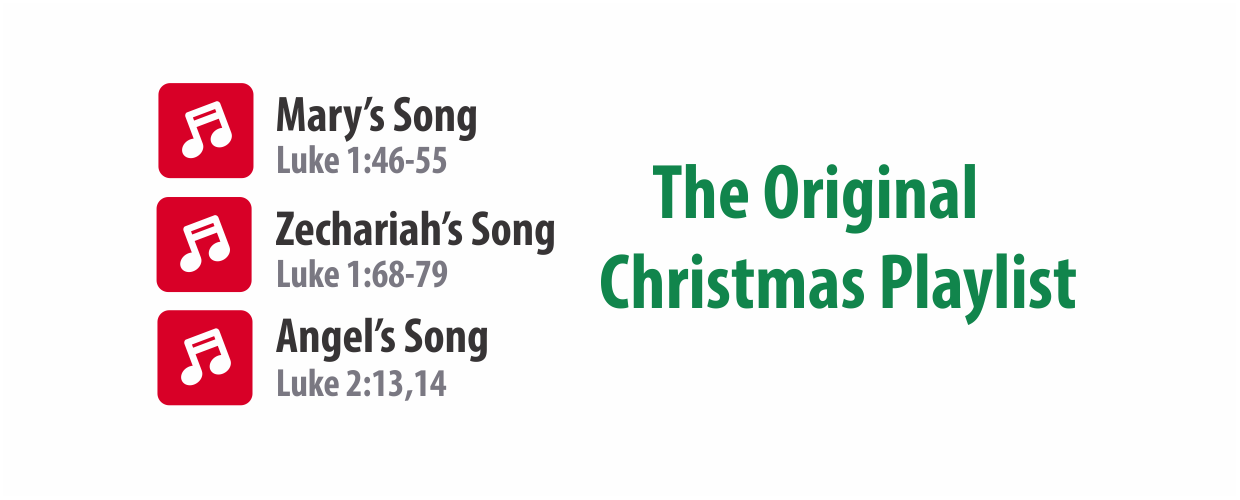 Mary’s Song
Luke 1:46-55
Zechariah’s Song
Luke 1:68-79
Angel’s Song
Luke 2:13,14
The Original
Christmas Playlist